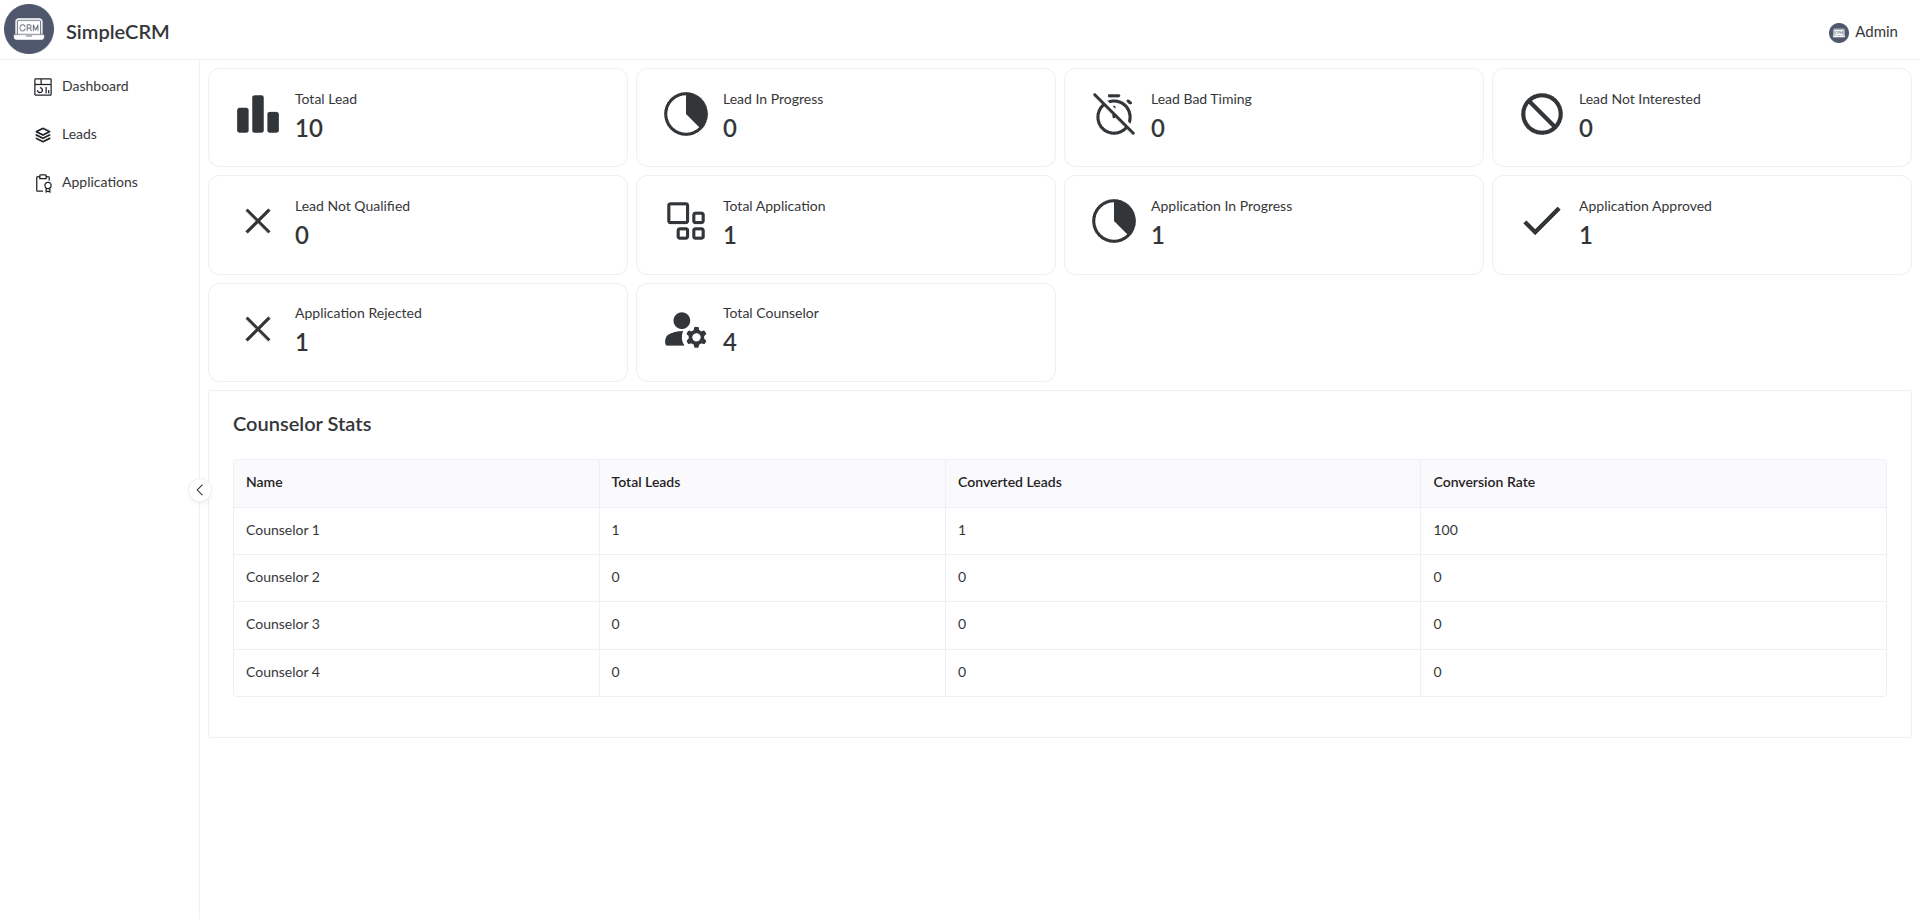 CRM
SimpleCRM
Admin
Dashboard
Leads
Applications
Total Lead
10
Lead In Progress
0
Lead Bad Timing
0
Lead Not Interested
0
Lead Not Qualified
0
Total Application
1
Application In Progress
1
Application Approved
1
Application Rejected
1
Total Counselor
4
Counselor Stats
Name Total Leads Converted Leads Conversion Rate
Counselor 1 1 1 100
Counselor 2 0 0 0
Counselor 3 0 0 0
Counselor 4 0 0 0